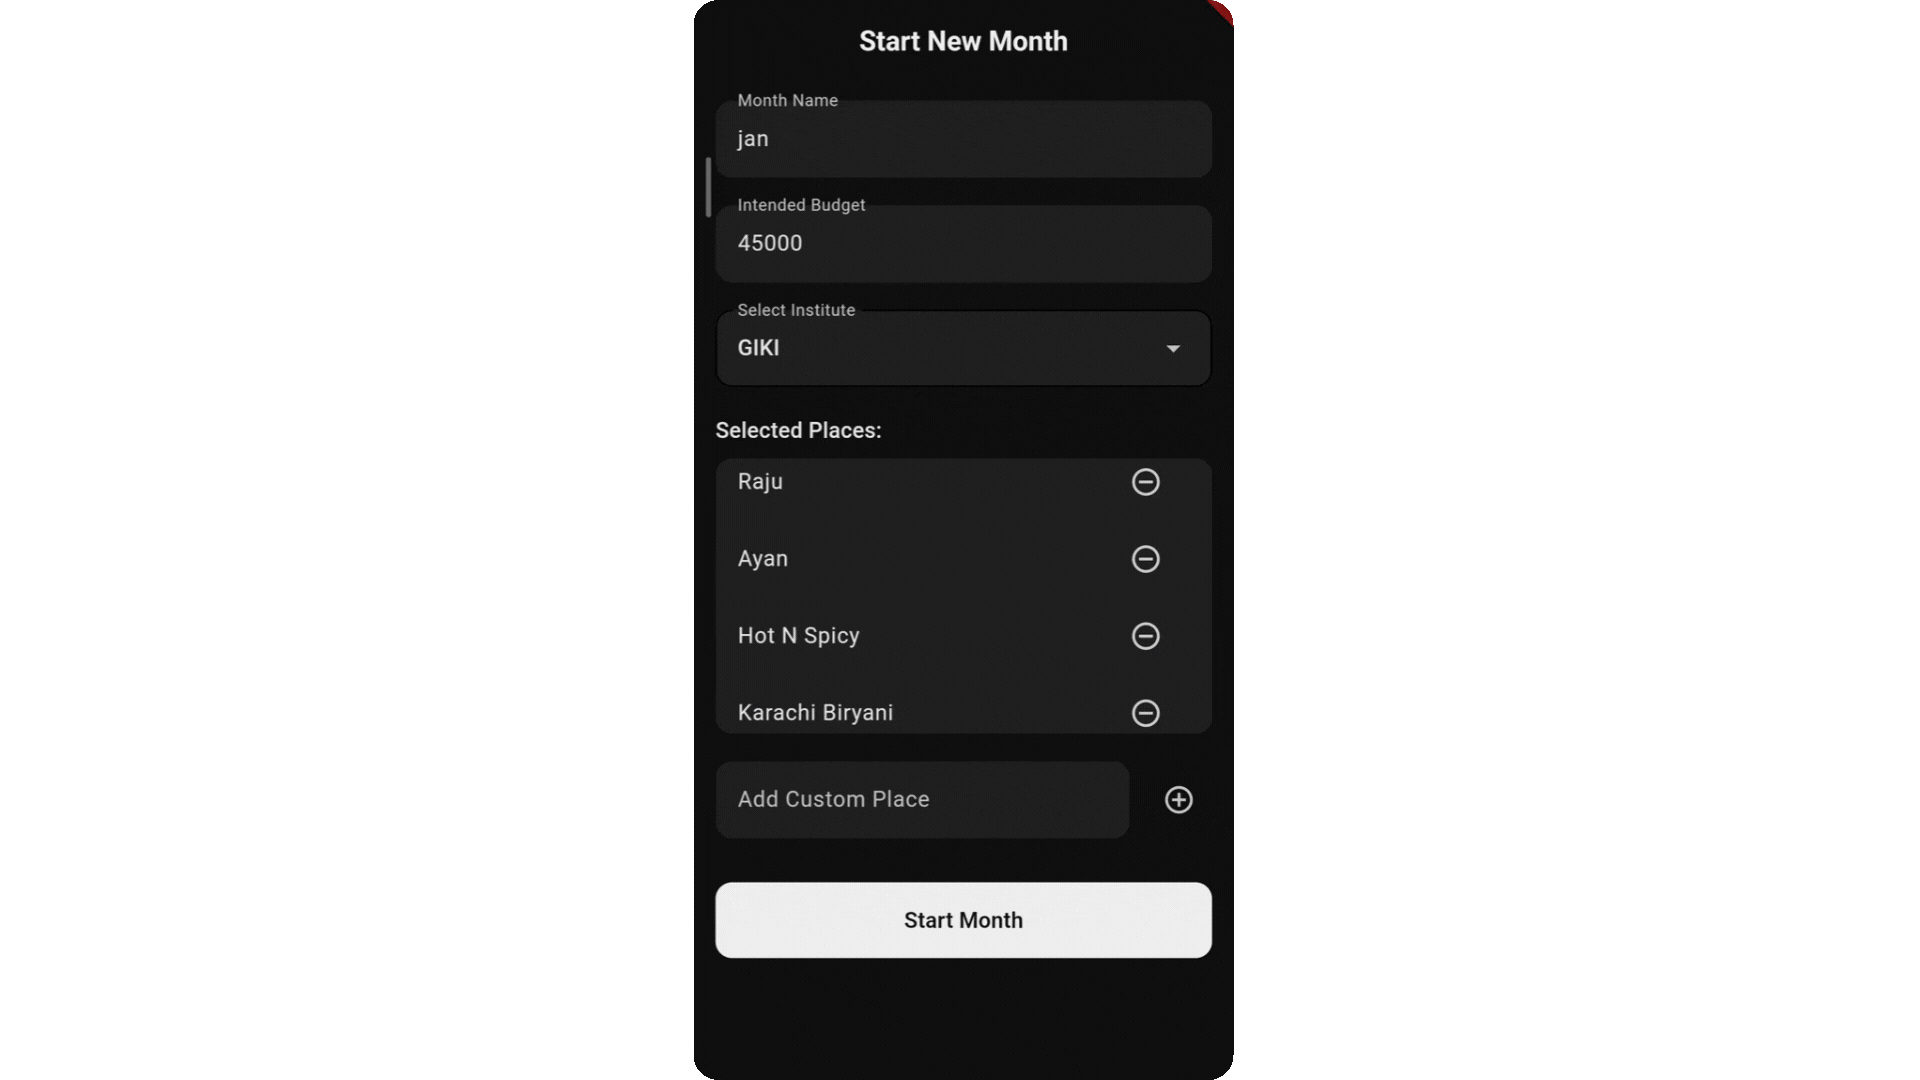 Start New Month
Month Name
jan
Intended Budget
45000
Select Institute
GIKI
Selected Places:
Raju
Ayan
Hot N Spicy
Karachi Biryani
Add Custom Place
Start Month